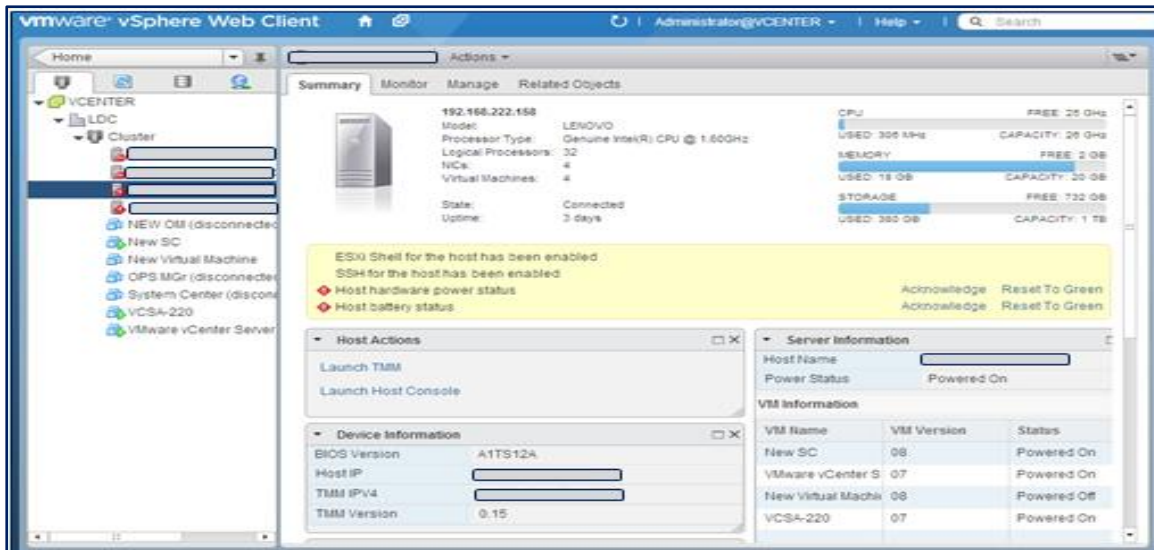 vmware® vSphere Web Client
Administrator@VCENTER
Help
Search
Home
Actions
Summary Monitor Manage Related Objects
VCENTER
LDC
Cluster
NEW OM (disconnected
New SC
New Virtual Machine
OPS MGr (disconnected
System Center (discon
VCSA-220
VMware vCenter Server
192.168.222.158
Model: LENOVO
Processor Type: Genuine Intel(R) CPU @ 1.60GHz
Logical Processors: 32
NICs: 4
Virtual Machines: 4
State: Connected
Uptime: 3 days
CPU FREE: 25 GHz
USED: 306 MHz CAPACITY: 26 GHz
MEMORY FREE: 2 GB
USED: 18 GB CAPACITY: 20 GB
STORAGE FREE: 732 GB
USED: 380 GB CAPACITY: 1 TB
ESXi Shell for the host has been enabled
SSH for the host has been enabled
Host hardware power status Acknowledge Reset To Green
Host battery status Acknowledge Reset To Green
Host Actions
Launch TMM
Launch Host Console
Device Information
BIOS Version A1TS12A
Host IP
TMM IPV4
TMM Version 0.15
Server Information
Host Name
Power Status Powered On
VM Information
VM Name VM Version Status
New SC 08 Powered On
VMware vCenter S 07 Powered On
New Virtual Machin 08 Powered Off
VCSA-220 07 Powered On